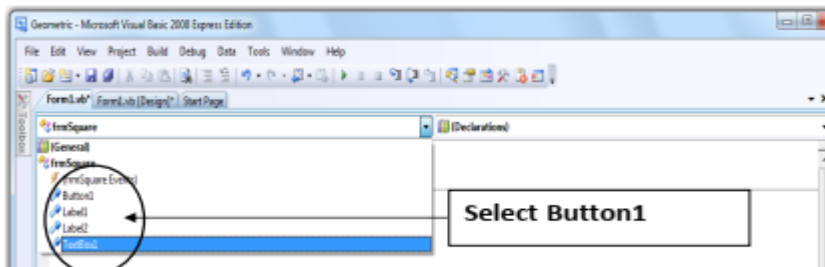 Geometric - Microsoft Visual Basic 2008 Express Edition
File Edit View Project Build Debug Data Tools Window Help
Form1.vb* Form1.vb [Design]* Start Page
Toolbox
frmSquare (Declarations)
(General)
frmSquare
(frmSquare Events)
Button1
Label1
Label2
TextBox1
Select Button1